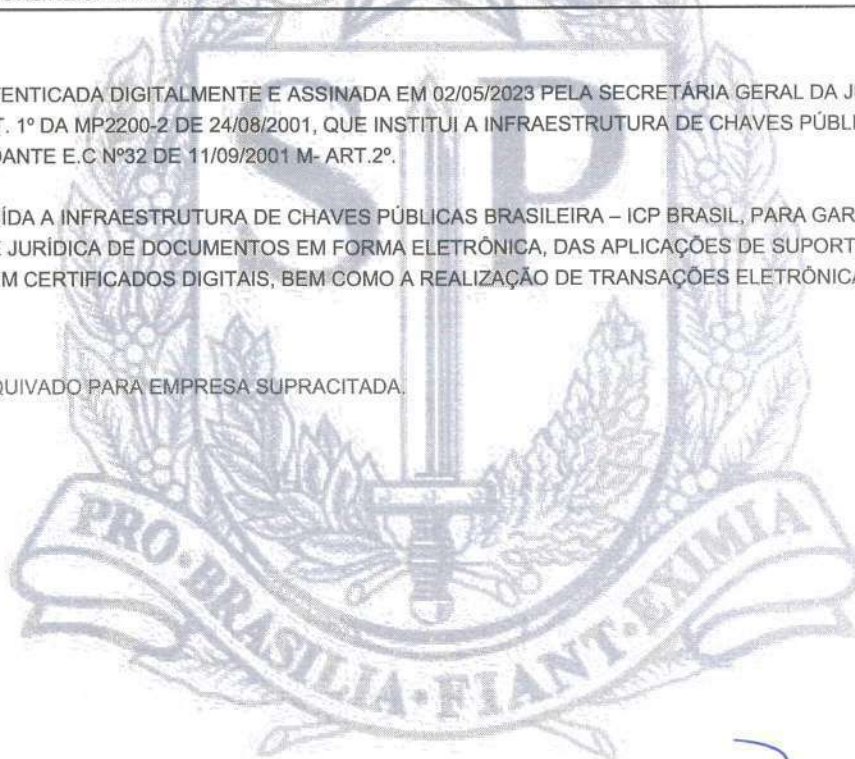 ENTICADA DIGITALMENTE E ASSINADA EM 02/05/2023 PELA SECRETÁRIA GERAL DA J
T. 1º DA MP2200-2 DE 24/08/2001, QUE INSTITUI A INFRAESTRUTURA DE CHAVES PÚBLI
DANTE E.C Nº32 DE 11/09/2001 M- ART.2º.
ÍDA A INFRAESTRUTURA DE CHAVES PÚBLICAS BRASILEIRA – ICP BRASIL, PARA GAR
E JURÍDICA DE DOCUMENTOS EM FORMA ELETRÔNICA, DAS APLICAÇÕES DE SUPORT
M CERTIFICADOS DIGITAIS, BEM COMO A REALIZAÇÃO DE TRANSAÇÕES ELETRÔNICA
QUIVADO PARA EMPRESA SUPRACITADA.
SP
PRO·BRASILIA·FIANT·EXIMIA